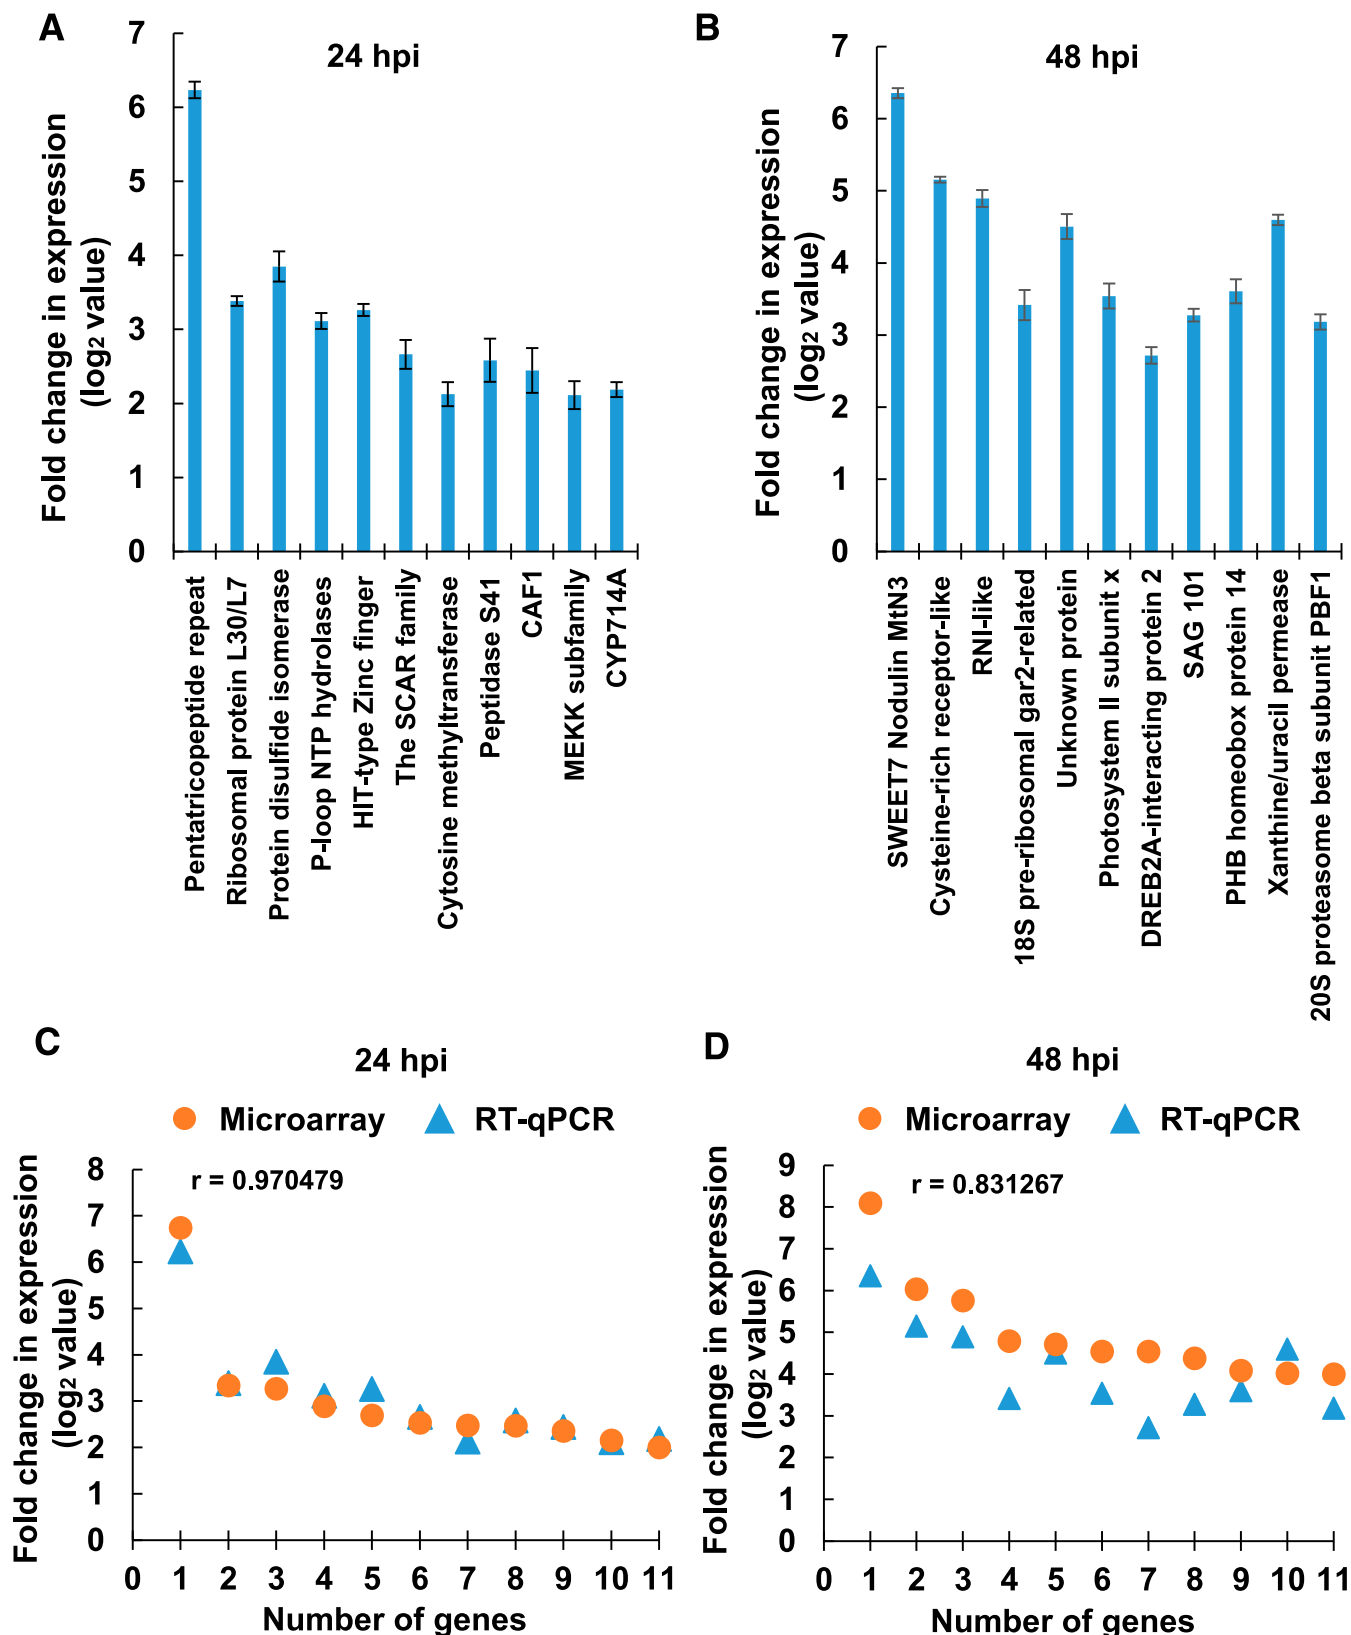 A
24 hpi
Fold change in expression
(log2 value)
7
6
5
4
3
2
1
0
Pentatricopeptide repeat
Ribosomal protein L30/L7
Protein disulfide isomerase
P-loop NTP hydrolases
HIT-type Zinc finger
The SCAR family
Cytosine methyltransferase
Peptidase S41
CAF1
MEKK subfamily
CYP714A
B
48 hpi
Fold change in expression
(log2 value)
7
6
5
4
3
2
1
0
SWEET7 Nodulin MtN3
Cysteine-rich receptor-like
RNI-like
18S pre-ribosomal gar2-related
Unknown protein
Photosystem II subunit x
DREB2A-interacting protein 2
SAG 101
PHB homeobox protein 14
Xanthine/uracil permease
20S proteasome beta subunit PBF1
C
24 hpi
Microarray RT-qPCR
r = 0.970479
Fold change in expression
(log2 value)
8
7
6
5
4
3
2
1
0
0 1 2 3 4 5 6 7 8 9 10 11
Number of genes
D
48 hpi
Microarray RT-qPCR
r = 0.831267
Fold change in expression
(log2 value)
9
8
7
6
5
4
3
2
1
0
0 1 2 3 4 5 6 7 8 9 10 11
Number of genes